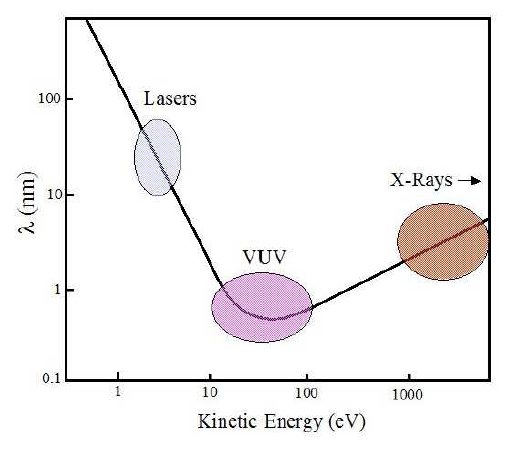 100
Lasers
X-Rays →
10
λ (nm)
VUV
1
0.1
1 10 100 1000
Kinetic Energy (eV)